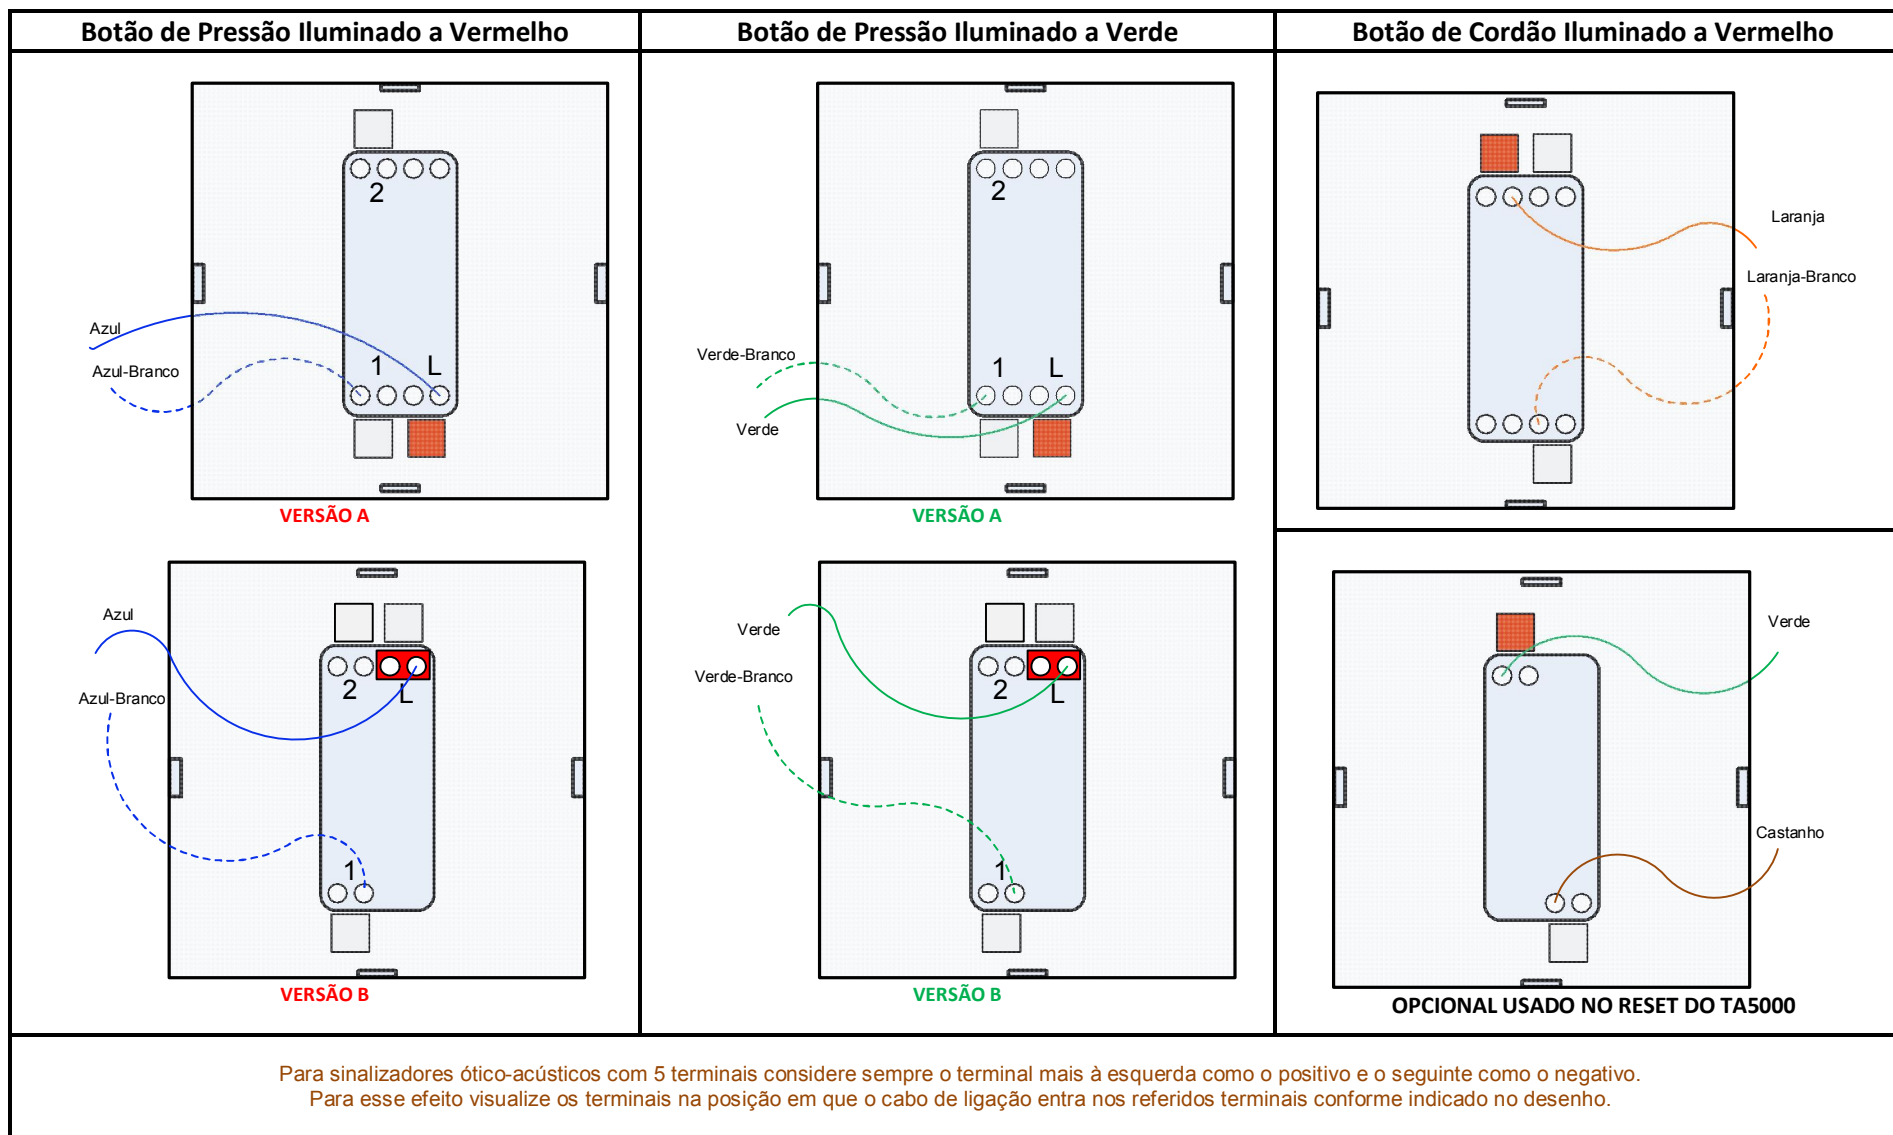 Botão de Pressão Iluminado a Vermelho
Botão de Pressão Iluminado a Verde
Botão de Cordão Iluminado a Vermelho
2
Azul
Azul-Branco
1 L
VERSÃO A
2
Verde-Branco
1 L
Verde
VERSÃO A
Laranja
Laranja-Branco
Azul
2
L
Azul-Branco
1
VERSÃO B
Verde
2
L
Verde-Branco
1
VERSÃO B
Verde
Castanho
OPCIONAL USADO NO RESET DO TA5000
Para sinalizadores ótico-acústicos com 5 terminais considere sempre o terminal mais à esquerda como o positivo e o seguinte como o negativo.
Para esse efeito visualize os terminais na posição em que o cabo de ligação entra nos referidos terminais conforme indicado no desenho.